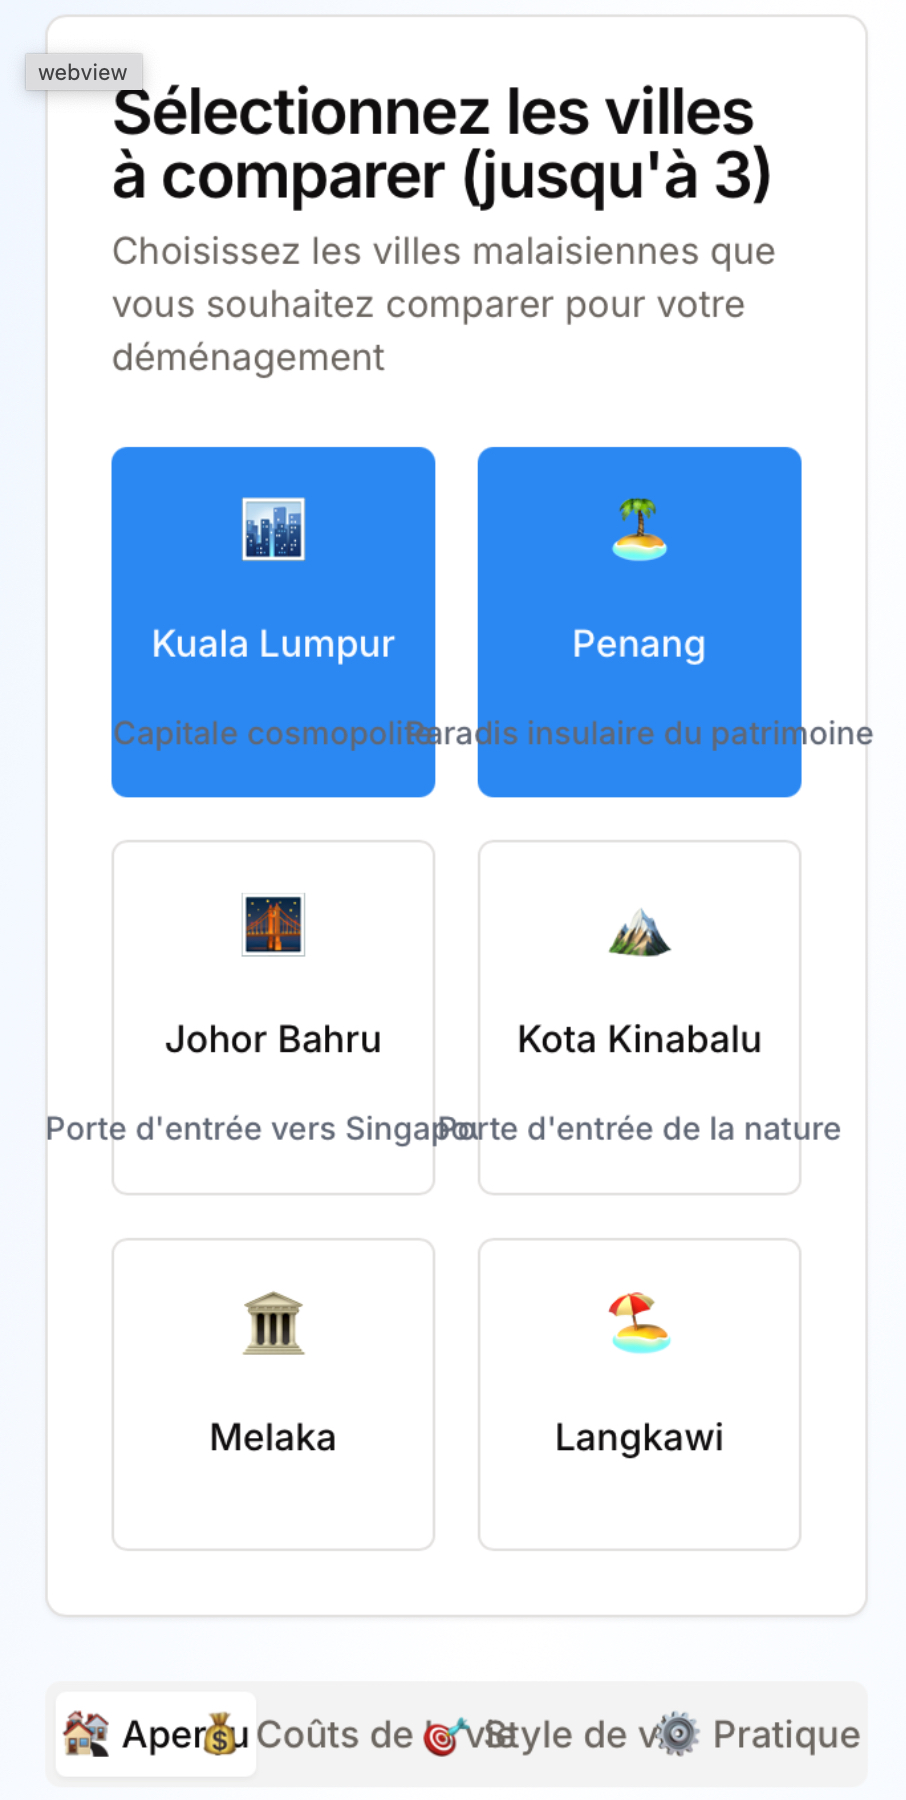 webview
Sélectionnez les villes
à comparer (jusqu'à 3)
Choisissez les villes malaisiennes que
vous souhaitez comparer pour votre
déménagement
Kuala Lumpur
Penang
Capitale cosmopolite
Paradis insulaire du patrimoine
Johor Bahru
Kota Kinabalu
Porte d'entrée vers
Porte d'entrée de la nature
Melaka
Langkawi
Aperçu
Coûts de la vie
Style de
Pratique